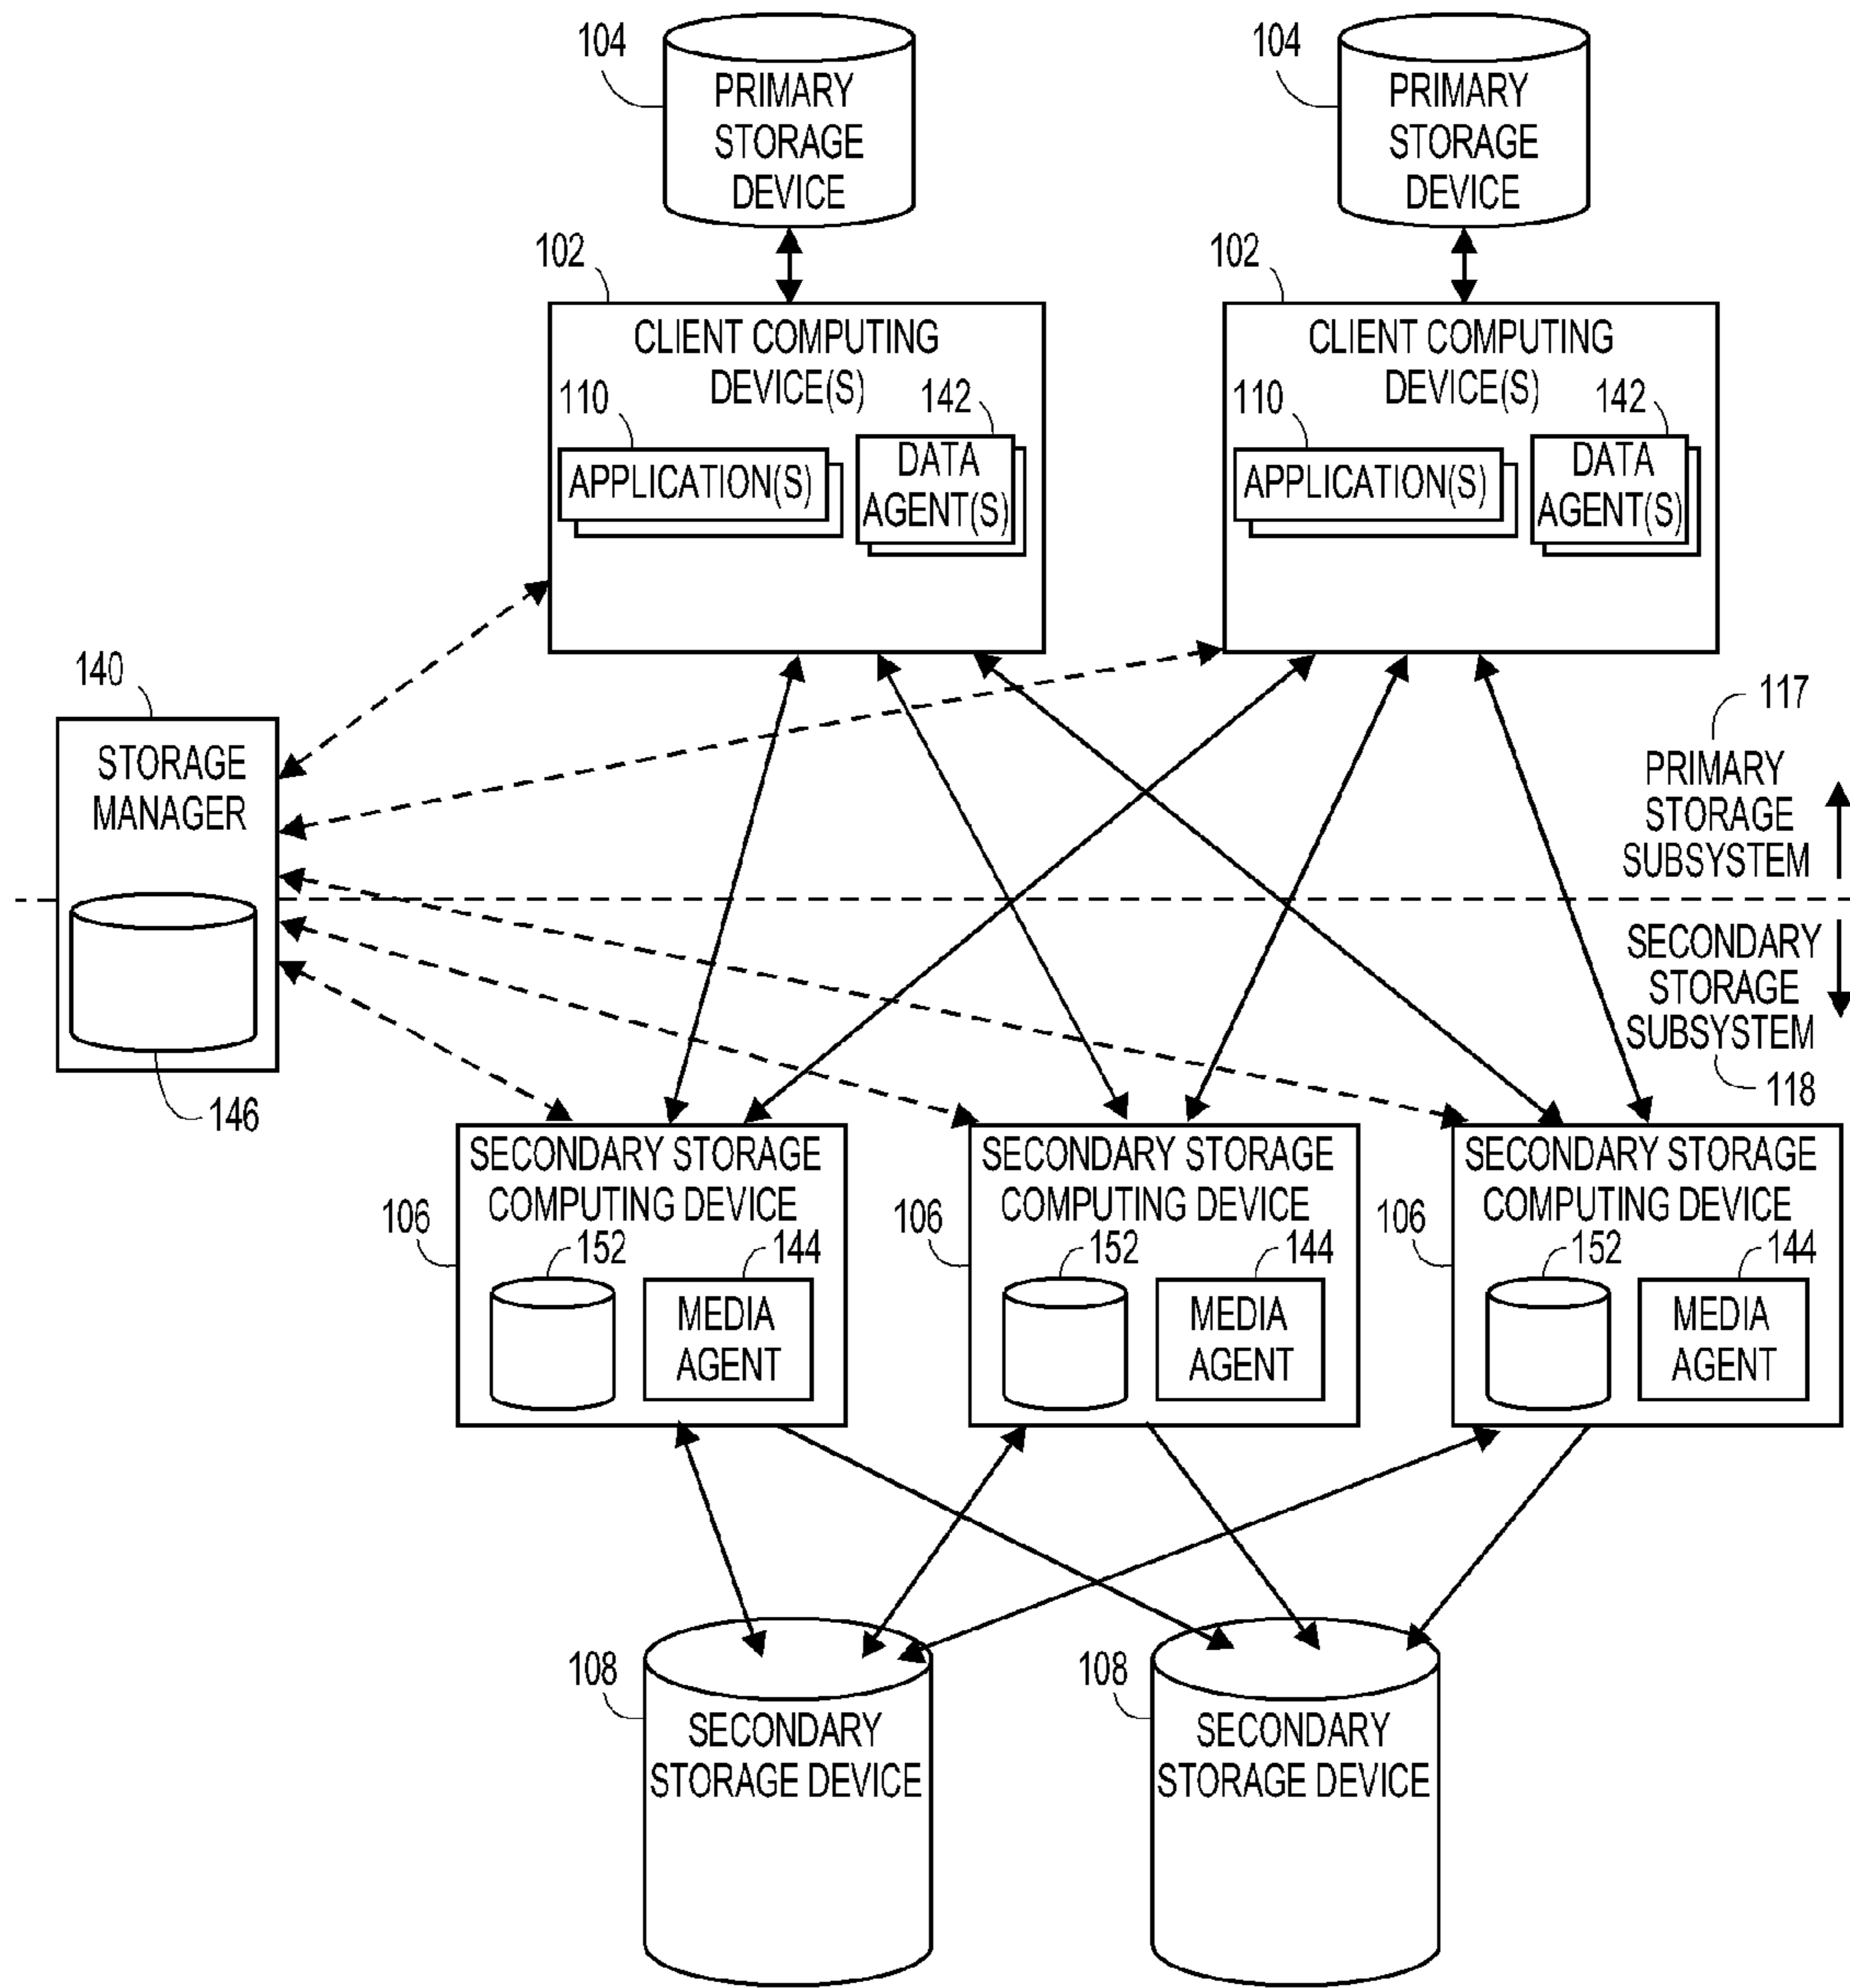 104
PRIMARY
STORAGE
DEVICE
104
PRIMARY
STORAGE
DEVICE
102
CLIENT COMPUTING
DEVICE(S)
110
APPLICATION(S)
142
DATA
AGENT(S)
102
CLIENT COMPUTING
DEVICE(S)
110
APPLICATION(S)
142
DATA
AGENT(S)
140
STORAGE
MANAGER
146
117
PRIMARY
STORAGE
SUBSYSTEM
SECONDARY
STORAGE
SUBSYSTEM
118
SECONDARY STORAGE
COMPUTING DEVICE
106
152
144
MEDIA
AGENT
SECONDARY STORAGE
COMPUTING DEVICE
106
152
144
MEDIA
AGENT
SECONDARY STORAGE
COMPUTING DEVICE
106
152
144
MEDIA
AGENT
108
SECONDARY
STORAGE DEVICE
108
SECONDARY
STORAGE DEVICE